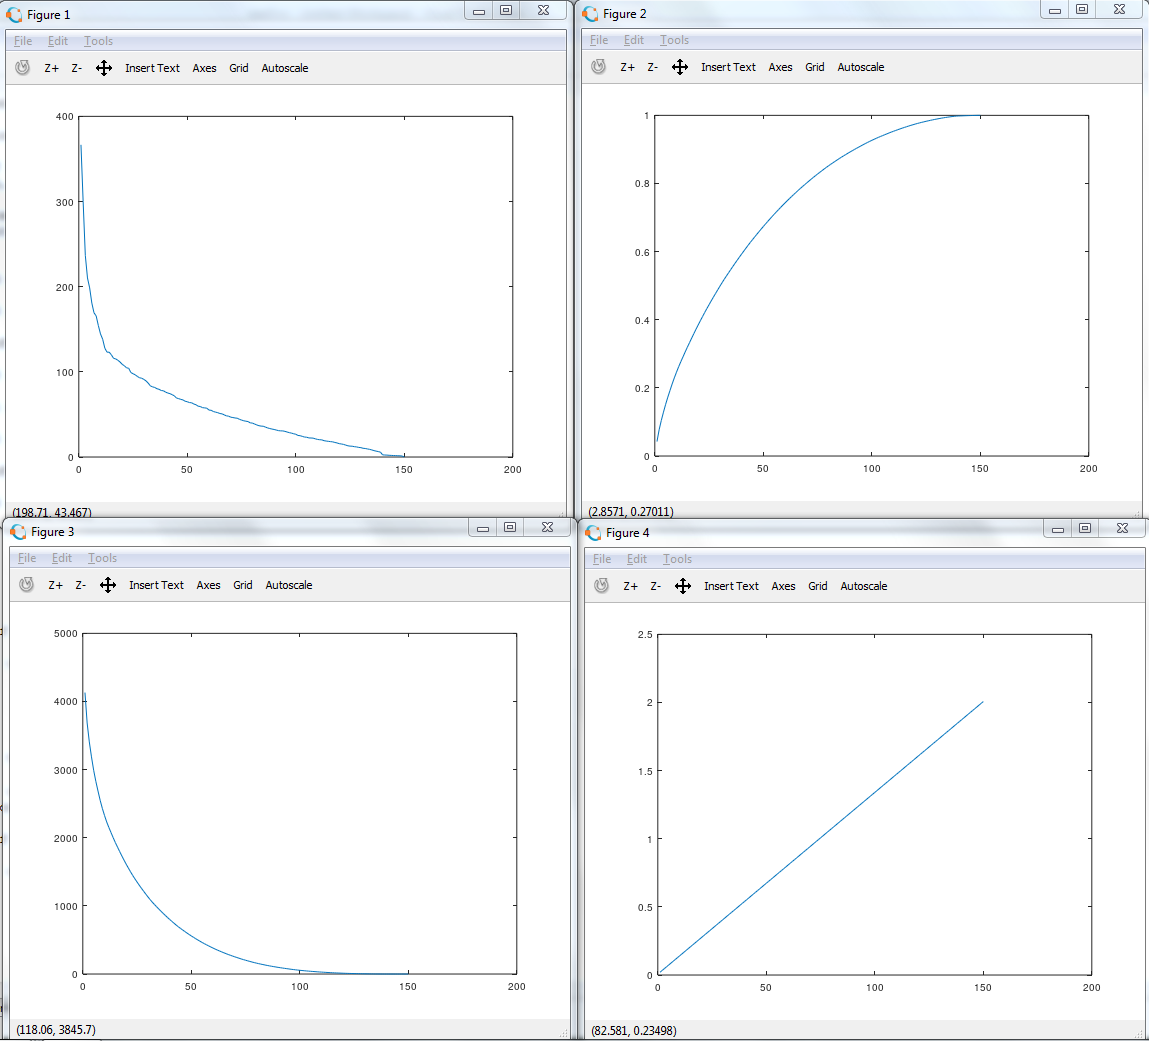 Figure 1
File Edit Tools
Z+ Z- Insert Text Axes Grid Autoscale
400
300
200
100
0
0 50 100 150 200
(198.71, 43.467)
Figure 2
File Edit Tools
Z+ Z- Insert Text Axes Grid Autoscale
1
0.8
0.6
0.4
0.2
0
0 50 100 150 200
(2.8571, 0.27011)
Figure 3
File Edit Tools
Z+ Z- Insert Text Axes Grid Autoscale
5000
4000
3000
2000
1000
0
0 50 100 150 200
(118.06, 3845.7)
Figure 4
File Edit Tools
Z+ Z- Insert Text Axes Grid Autoscale
2.5
2
1.5
1
0.5
0
0 50 100 150 200
(82.581, 0.23498)